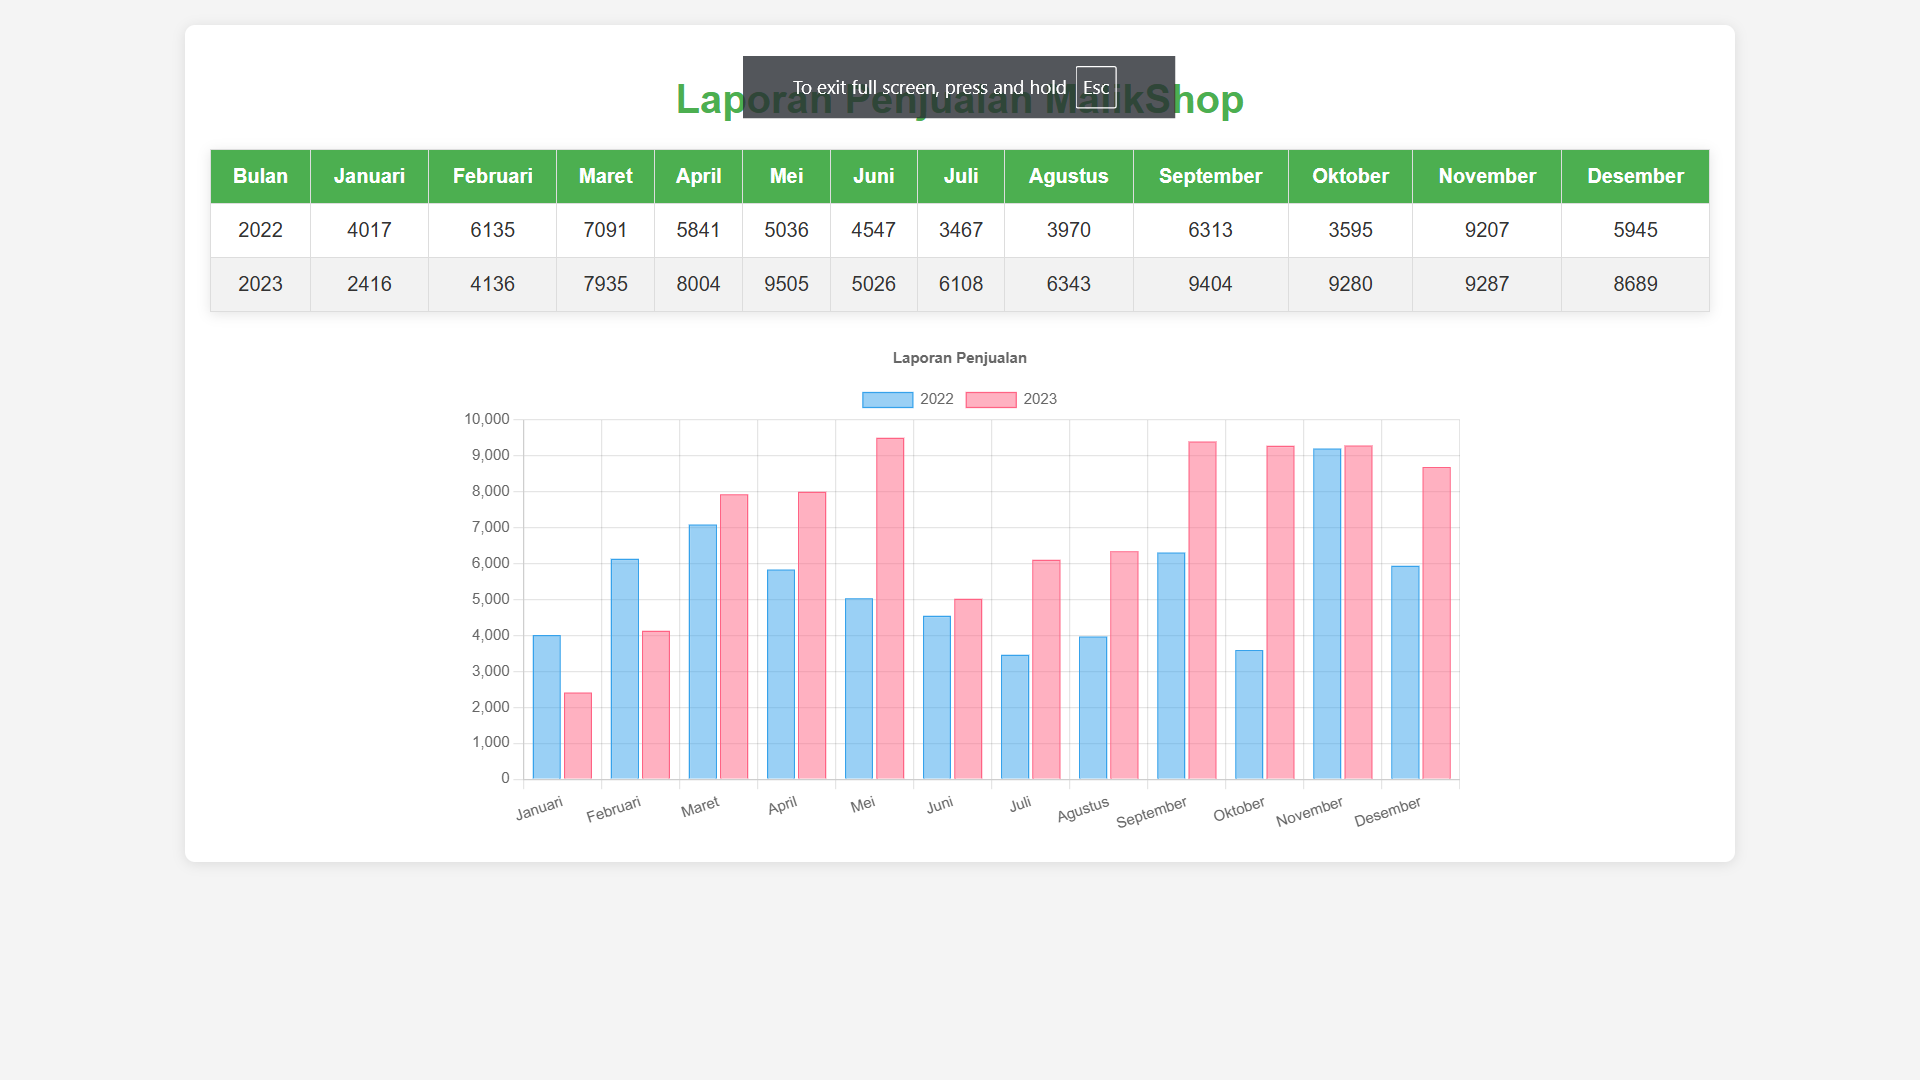 To exit full screen, press and hold Esc
Laporan Penjualan MalikShop
Bulan Januari Februari Maret April Mei Juni Juli Agustus September Oktober November Desember
2022 4017 6135 7091 5841 5036 4547 3467 3970 6313 3595 9207 5945
2023 2416 4136 7935 8004 9505 5026 6108 6343 9404 9280 9287 8689
Laporan Penjualan
2022 2023
10,000
9,000
8,000
7,000
6,000
5,000
4,000
3,000
2,000
1,000
0
Januari Februari Maret April Mei Juni Juli Agustus September Oktober November Desember